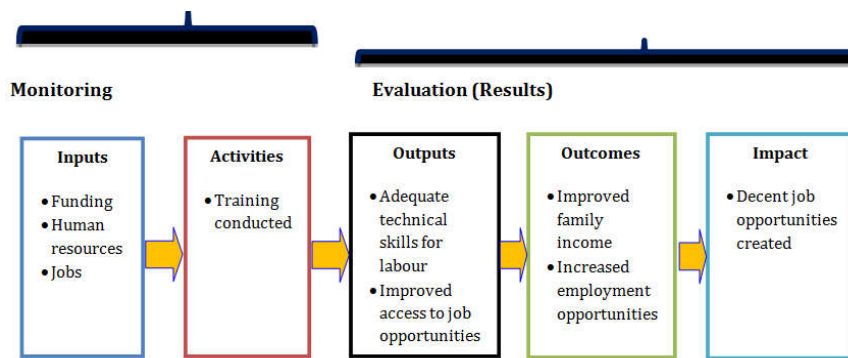 Monitoring
Evaluation (Results)
Inputs
• Funding
• Human
resources
• Jobs
Activities
• Training
conducted
Outputs
• Adequate
technical
skills for
labour
• Improved
access to job
opportunities
Outcomes
• Improved
family
income
• Increased
employment
opportunities
Impact
• Decent job
opportunities
created